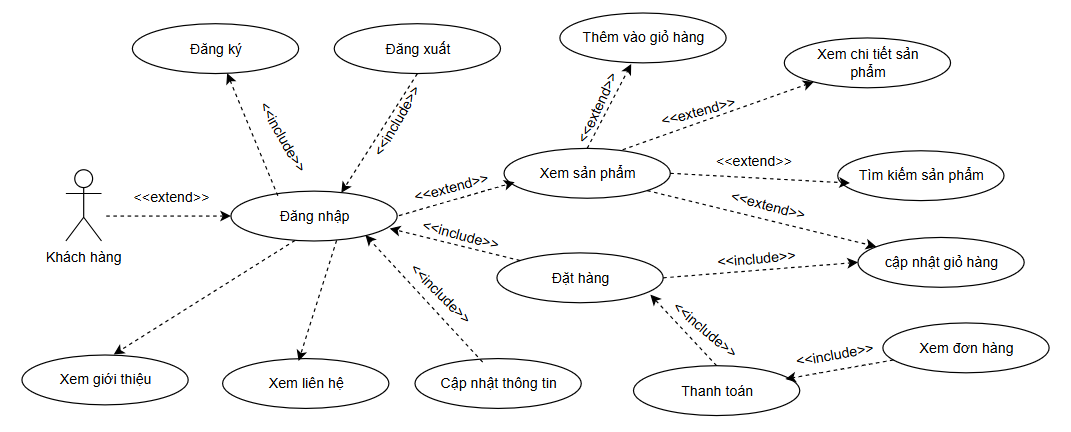 Đăng ký
Đăng xuất
Thêm vào giỏ hàng
Xem chi tiết sản
phẩm
<<include>>
<<include>>
<<extend>>
<<extend>>
Khách hàng
<<extend>>
Đăng nhập
<<extend>>
Xem sản phẩm
<<extend>>
Tìm kiếm sản phẩm
<<extend>>
<<include>>
Đặt hàng
<<include>>
cập nhật giỏ hàng
<<include>>
<<include>>
<<include>>
Xem đơn hàng
Xem giới thiệu
Xem liên hệ
Cập nhật thông tin
Thanh toán